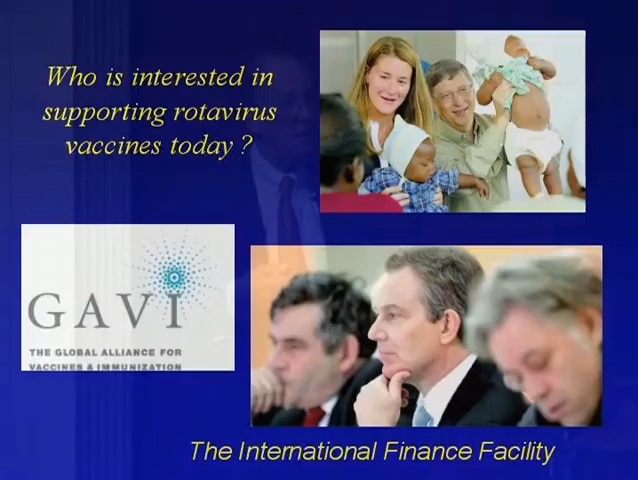 Who is interested in
supporting rotavirus
vaccines today ?
GAVI
THE GLOBAL ALLIANCE FOR
VACCINES & IMMUNIZATION
The International Finance Facility